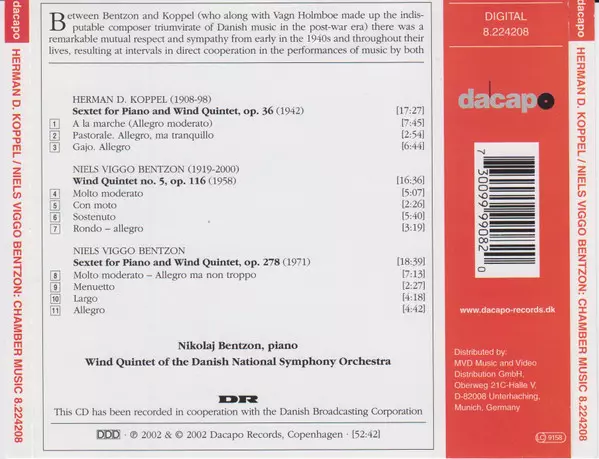 dacapo
HERMAN D. KOPPEL / NIELS VIGGO BENTZON: CHAMBER MUSIC 8.224208
Between Bentzon and Koppel (who along with Vagn Holmboe made up the indis-
putable composer triumvirate of Danish music in the post-war era) there was a
remarkable mutual respect and sympathy from early in the 1940s and throughout their
lives, resulting at intervals in direct cooperation in the performances of music by both
HERMAN D. KOPPEL (1908-98)
Sextet for Piano and Wind Quintet, op. 36 (1942) [17:27]
1 A la marche (Allegro moderato) [7:45]
2 Pastorale. Allegro, ma tranquillo [2:54]
3 Gajo. Allegro [6:44]
NIELS VIGGO BENTZON (1919-2000)
Wind Quintet no. 5, op. 116 (1958) [16:36]
4 Molto moderato [5:07]
5 Con moto [2:26]
6 Sostenuto [5:40]
7 Rondo – allegro [3:19]
NIELS VIGGO BENTZON
Sextet for Piano and Wind Quintet, op. 278 (1971) [18:39]
8 Molto moderato – Allegro ma non troppo [7:13]
9 Menuetto [2:27]
10 Largo [4:18]
11 Allegro [4:42]
Nikolaj Bentzon, piano
Wind Quintet of the Danish National Symphony Orchestra
DR
This CD has been recorded in cooperation with the Danish Broadcasting Corporation
DDD · ℗ 2002 & © 2002 Dacapo Records, Copenhagen · [52:42]
DIGITAL
8.224208
dacapo
7 30099 99082 0
www.dacapo-records.dk
Distributed by:
MVD Music and Video
Distribution GmbH,
Oberweg 21C-Halle V,
D-82008 Unterhaching,
Munich, Germany
LC 9158
dacapo
HERMAN D. KOPPEL / NIELS VIGGO BENTZON: CHAMBER MUSIC 8.224208